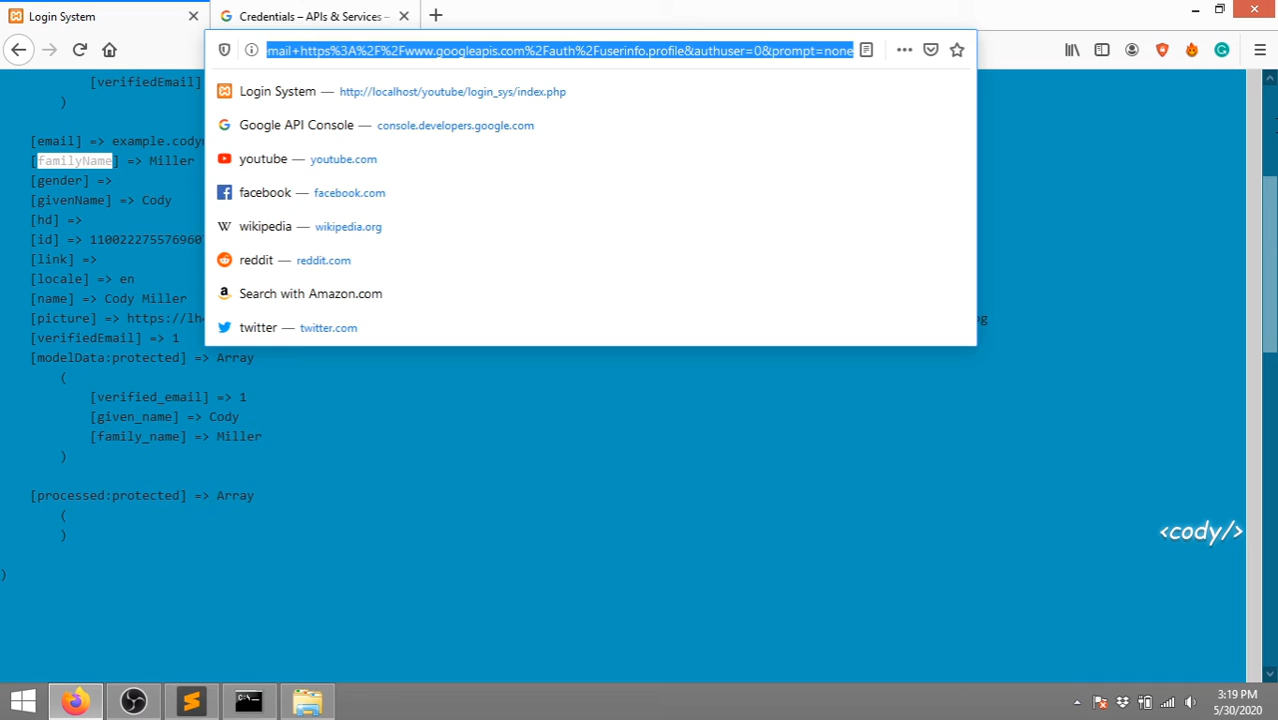 Login System
Credentials – APIs & Services –
email+https%3A%2F%2Fwww.googleapis.com%2Fauth%2Fuserinfo.profile&authuser=0&prompt=none
Login System — http://localhost/youtube/login_sys/index.php
Google API Console — console.developers.google.com
youtube — youtube.com
facebook — facebook.com
wikipedia — wikipedia.org
reddit — reddit.com
Search with Amazon.com
twitter — twitter.com
[verifiedEmail]
)
[email] => example.cody
[familyName] => Miller
[gender] =>
[givenName] => Cody
[hd] =>
[id] => 110022275576960
[link] =>
[locale] => en
[name] => Cody Miller
[picture] => https://lh
[verifiedEmail] => 1
[modelData:protected] => Array
(
[verified_email] => 1
[given_name] => Cody
[family_name] => Miller
)
[processed:protected] => Array
(
)
)
<cody/>
3:19 PM
5/30/2020